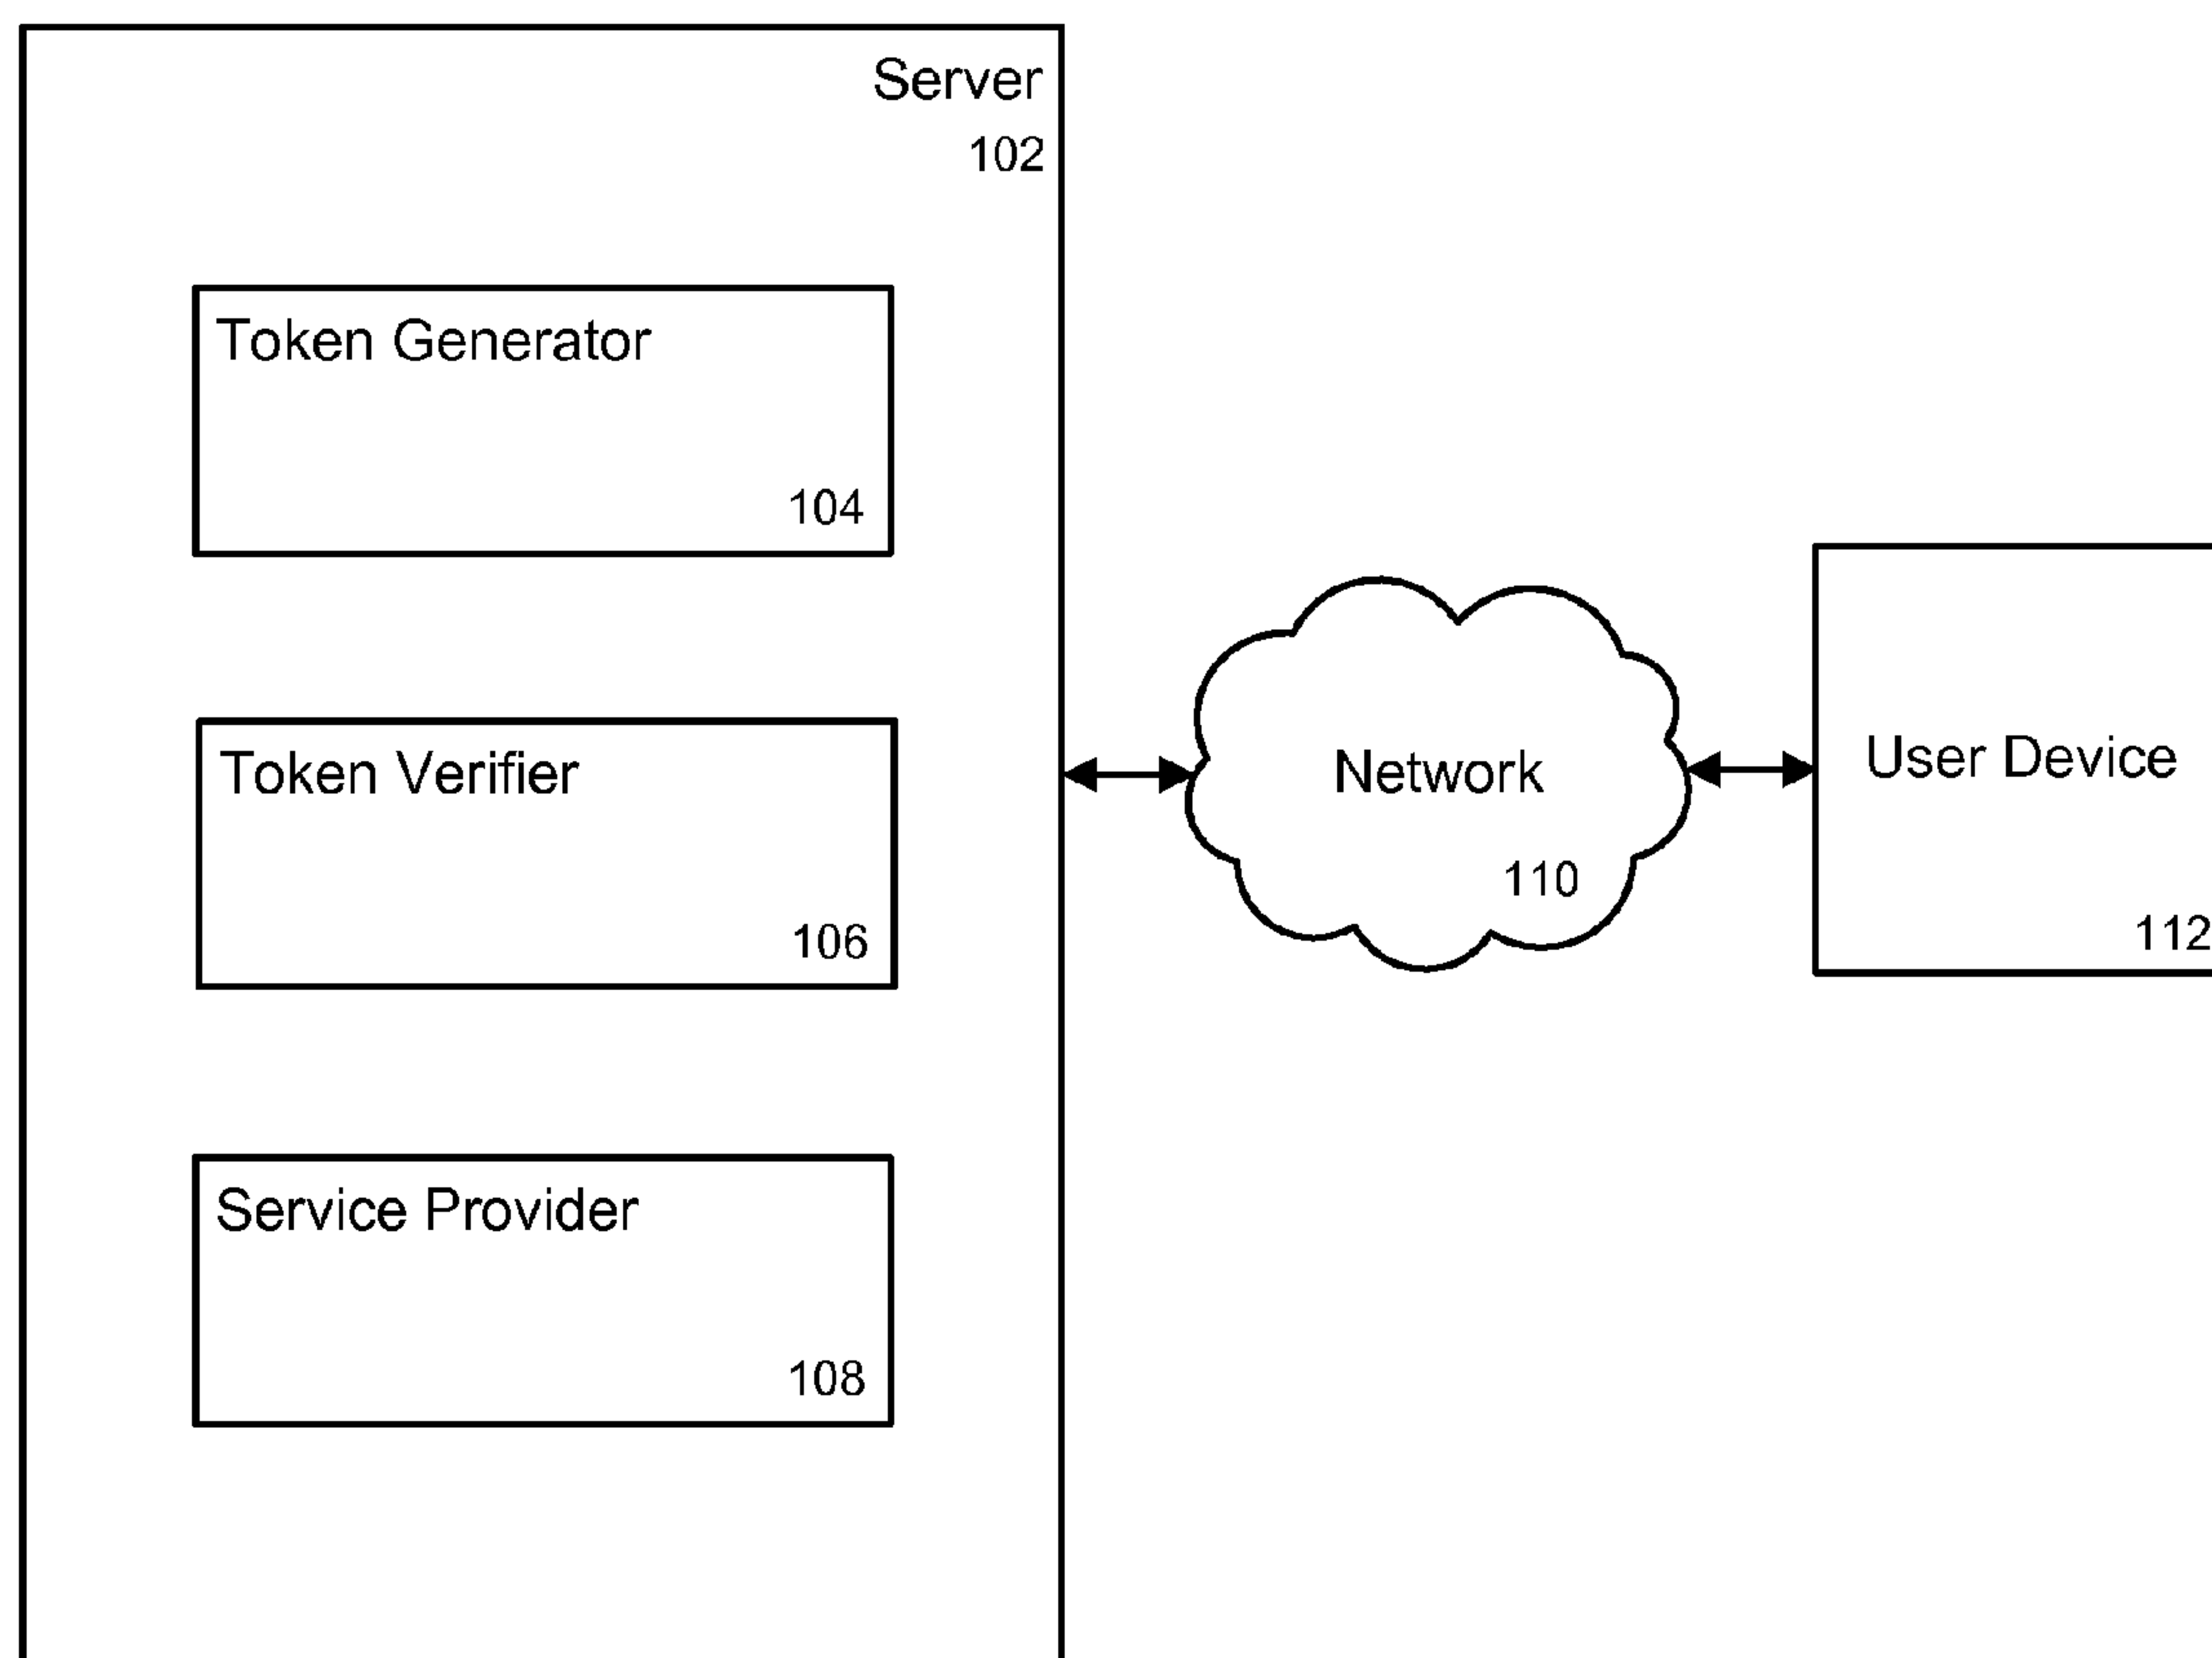 Server
102
Token Generator
104
Token Verifier
106
Service Provider
108
Network
110
User Device
112